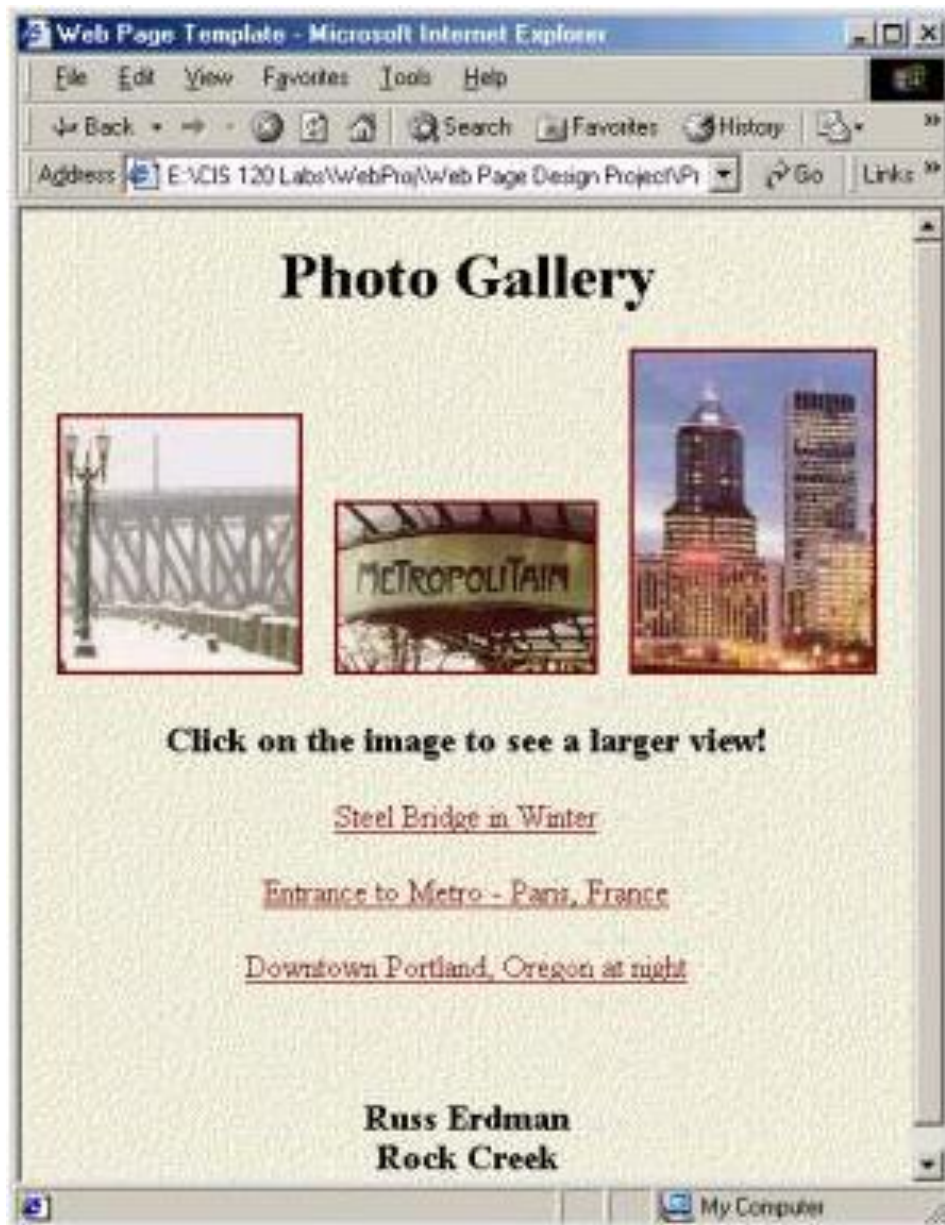 Web Page Template - Microsoft Internet Explorer
File Edit View Favorites Tools Help
Back Search Favorites History »
Address E:\CIS 120 Labs\WebProj\Web Page Design Project\Pr Go Links »
Photo Gallery
METROPOLITAIN
Click on the image to see a larger view!
Steel Bridge in Winter
Entrance to Metro - Paris, France
Downtown Portland, Oregon at night
Russ Erdman
Rock Creek
My Computer